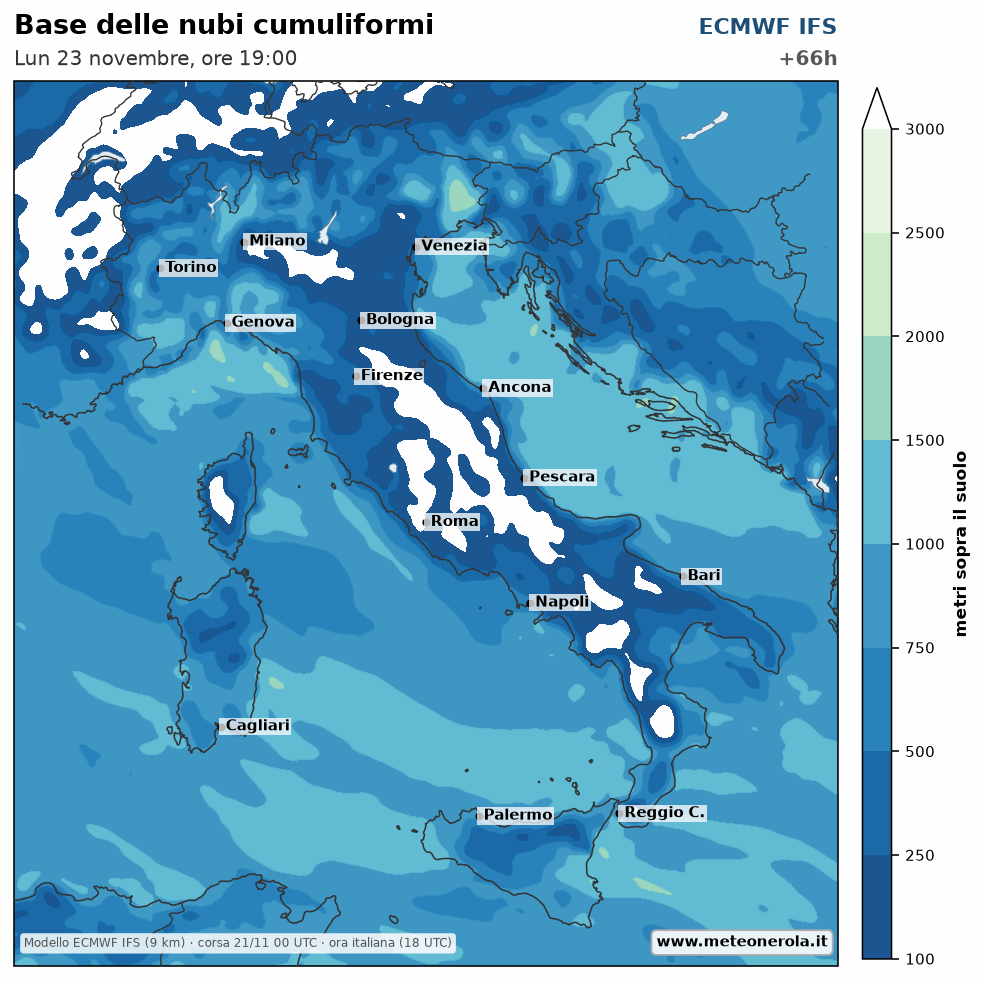 Base delle nubi cumuliformi
ECMWF IFS
Lun 23 novembre, ore 19:00
+66h
3000
2500
2000
1500
1000
750
500
250
100
metri sopra il suolo
Milano
Venezia
Torino
Genova
Bologna
Firenze
Ancona
Pescara
Roma
Bari
Napoli
Cagliari
Palermo
Reggio C.
Modello ECMWF IFS (9 km) · corsa 21/11 00 UTC · ora italiana (18 UTC)
www.meteonerola.it